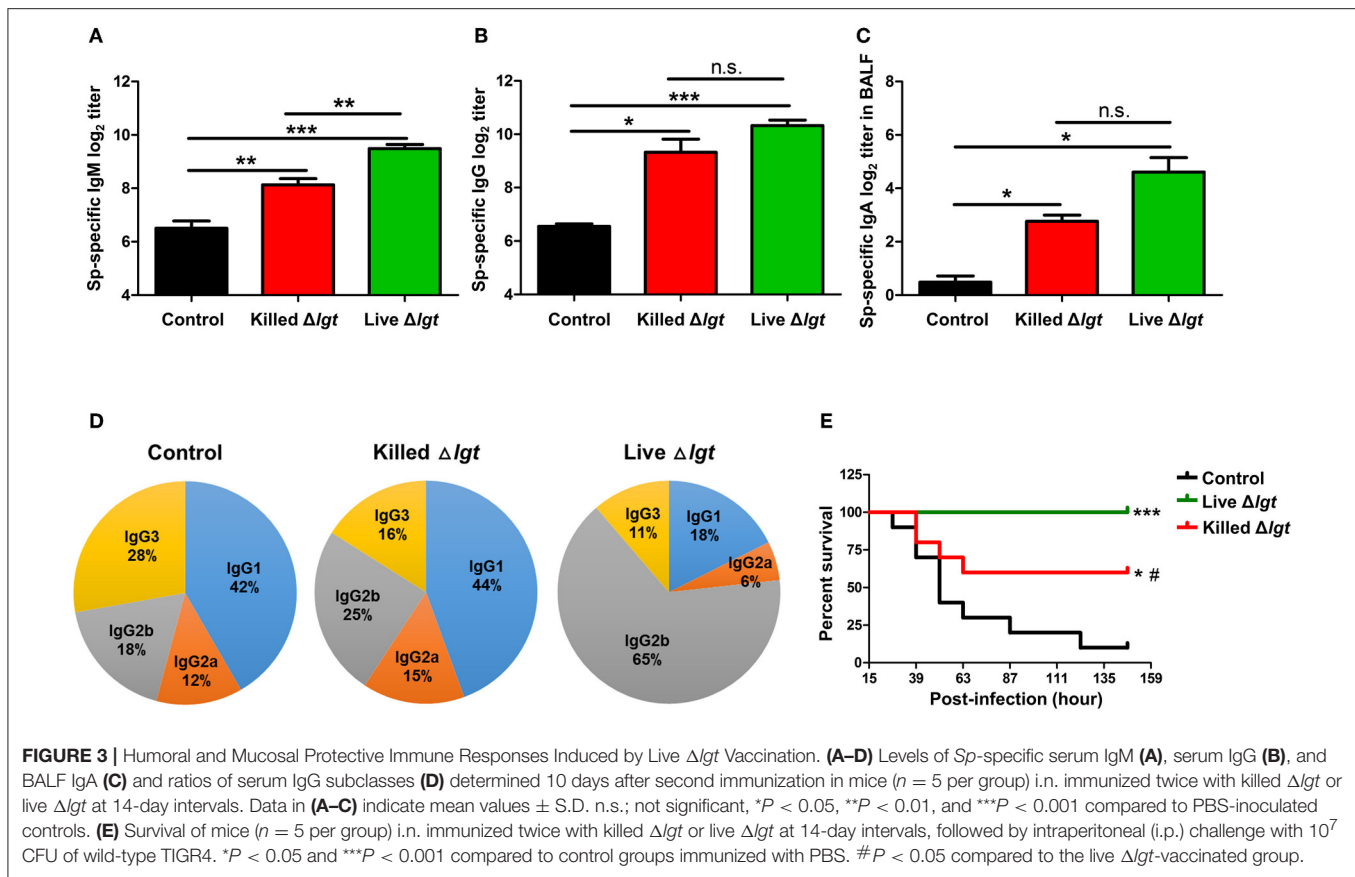 A
Sp-specific IgM log2 titer
12
10
8
6
4
**
***
**
Control
Killed Δlgt
Live Δlgt
B
Sp-specific IgG log2 titer
12
10
8
6
4
n.s.
***
*
Control
Killed Δlgt
Live Δlgt
C
Sp-specific IgA log2 titer in BALF
8
6
4
2
0
n.s.
*
*
Control
Killed Δlgt
Live Δlgt
D
Control
IgG3
28%
IgG1
42%
IgG2b
18%
IgG2a
12%
Killed △lgt
IgG3
16%
IgG1
44%
IgG2b
25%
IgG2a
15%
Live △lgt
IgG3
11%
IgG1
18%
IgG2a
6%
IgG2b
65%
E
Percent survival
125
100
75
50
25
0
15 39 63 87 111 135 159
Post-infection (hour)
Control
Live Δlgt
Killed Δlgt
***
* #
FIGURE 3 | Humoral and Mucosal Protective Immune Responses Induced by Live Δlgt Vaccination. (A–D) Levels of Sp-specific serum IgM (A), serum IgG (B), and
BALF IgA (C) and ratios of serum IgG subclasses (D) determined 10 days after second immunization in mice (n = 5 per group) i.n. immunized twice with killed Δlgt or
live Δlgt at 14-day intervals. Data in (A–C) indicate mean values ± S.D. n.s.; not significant, *P < 0.05, **P < 0.01, and ***P < 0.001 compared to PBS-inoculated
controls. (E) Survival of mice (n = 5 per group) i.n. immunized twice with killed Δlgt or live Δlgt at 14-day intervals, followed by intraperitoneal (i.p.) challenge with 10⁷
CFU of wild-type TIGR4. *P < 0.05 and ***P < 0.001 compared to control groups immunized with PBS. #P < 0.05 compared to the live Δlgt-vaccinated group.